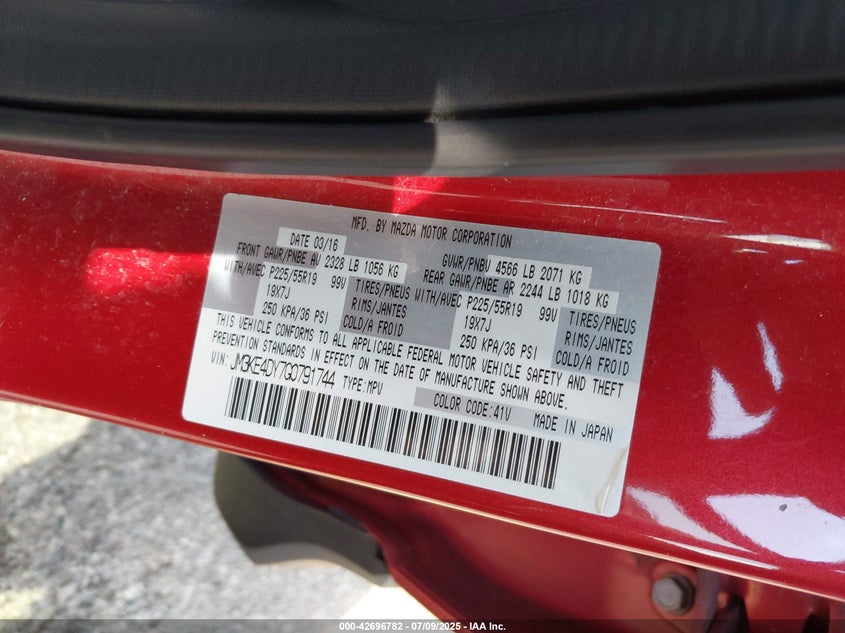 MFD. BY MAZDA MOTOR CORPORATION
DATE 03/16
GVWR/PNBV 4566 LB 2071 KG
FRONT GAWR/PNBE AV 2328 LB 1056 KG
REAR GAWR/PNBE AR 2244 LB 1018 KG
WITH/AVEC P225/55R19 99V TIRES/PNEUS
WITH/AVEC P225/55R19 99V TIRES/PNEUS
19X7J RIMS/JANTES
19X7J RIMS/JANTES
250 KPA/36 PSI COLD/A FROID
250 KPA/36 PSI COLD/A FROID
THIS VEHICLE CONFORMS TO ALL APPLICABLE FEDERAL MOTOR VEHICLE SAFETY AND THEFT
PREVENTION STANDARDS IN EFFECT ON THE DATE OF MANUFACTURE SHOWN ABOVE.
VIN: JM3KE4DY7G0791744 TYPE:MPV
COLOR CODE:41V MADE IN JAPAN
000-42696782 - 07/09/2025 - © IAA Inc.